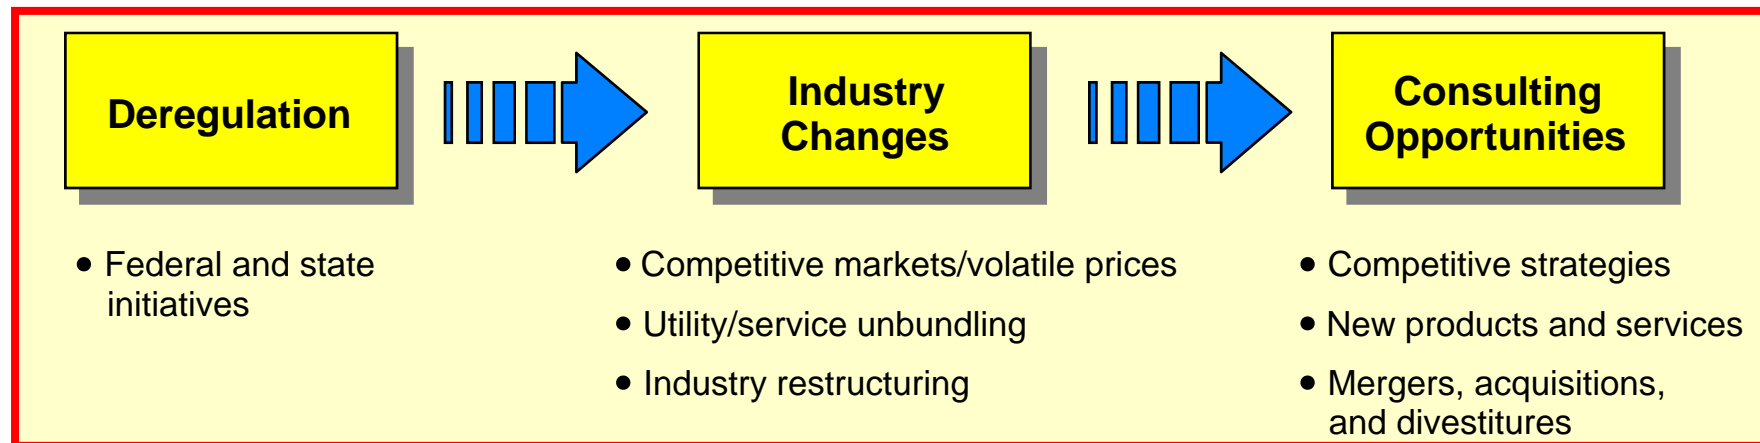 Deregulation
Industry
Changes
Consulting
Opportunities
• Federal and state
initiatives
• Competitive markets/volatile prices
• Utility/service unbundling
• Industry restructuring
• Competitive strategies
• New products and services
• Mergers, acquisitions,
and divestitures